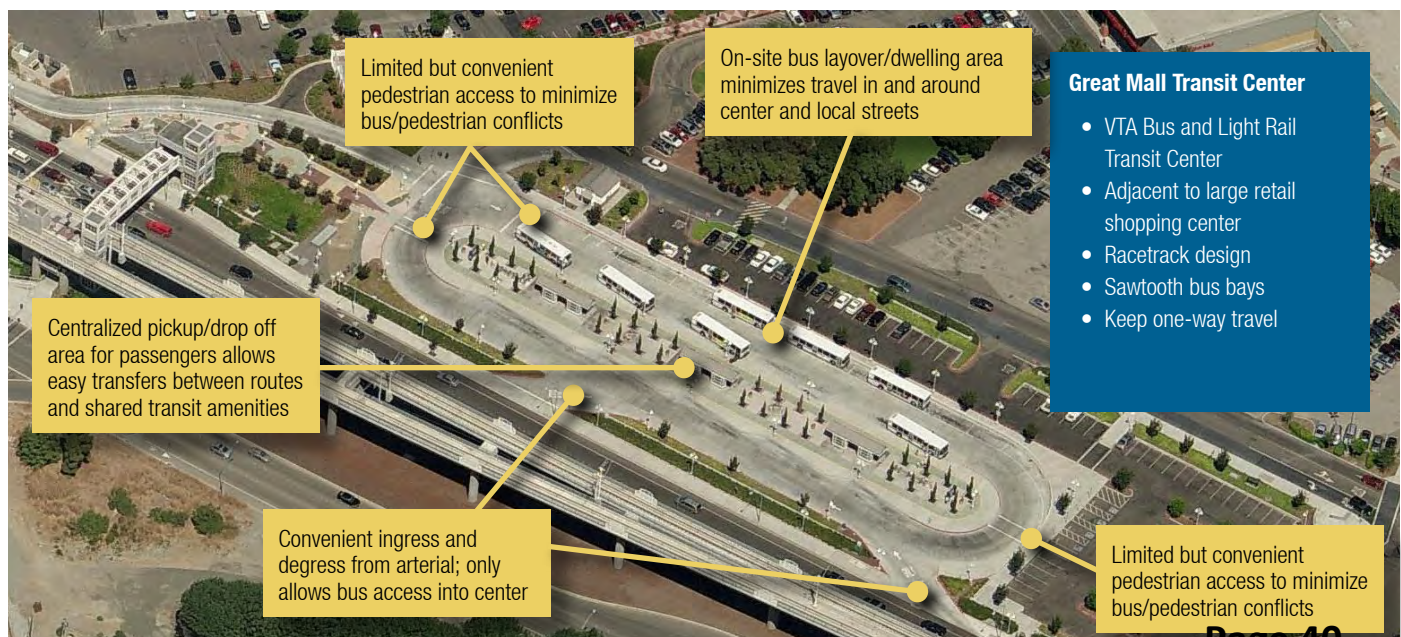 Limited but convenient
pedestrian access to minimize
bus/pedestrian conflicts
On-site bus layover/dwelling area
minimizes travel in and around
center and local streets
Great Mall Transit Center
• VTA Bus and Light Rail
Transit Center
• Adjacent to large retail
shopping center
• Racetrack design
• Sawtooth bus bays
• Keep one-way travel
Centralized pickup/drop off
area for passengers allows
easy transfers between routes
and shared transit amenities
Convenient ingress and
degress from arterial; only
allows bus access into center
Limited but convenient
pedestrian access to minimize
bus/pedestrian conflicts